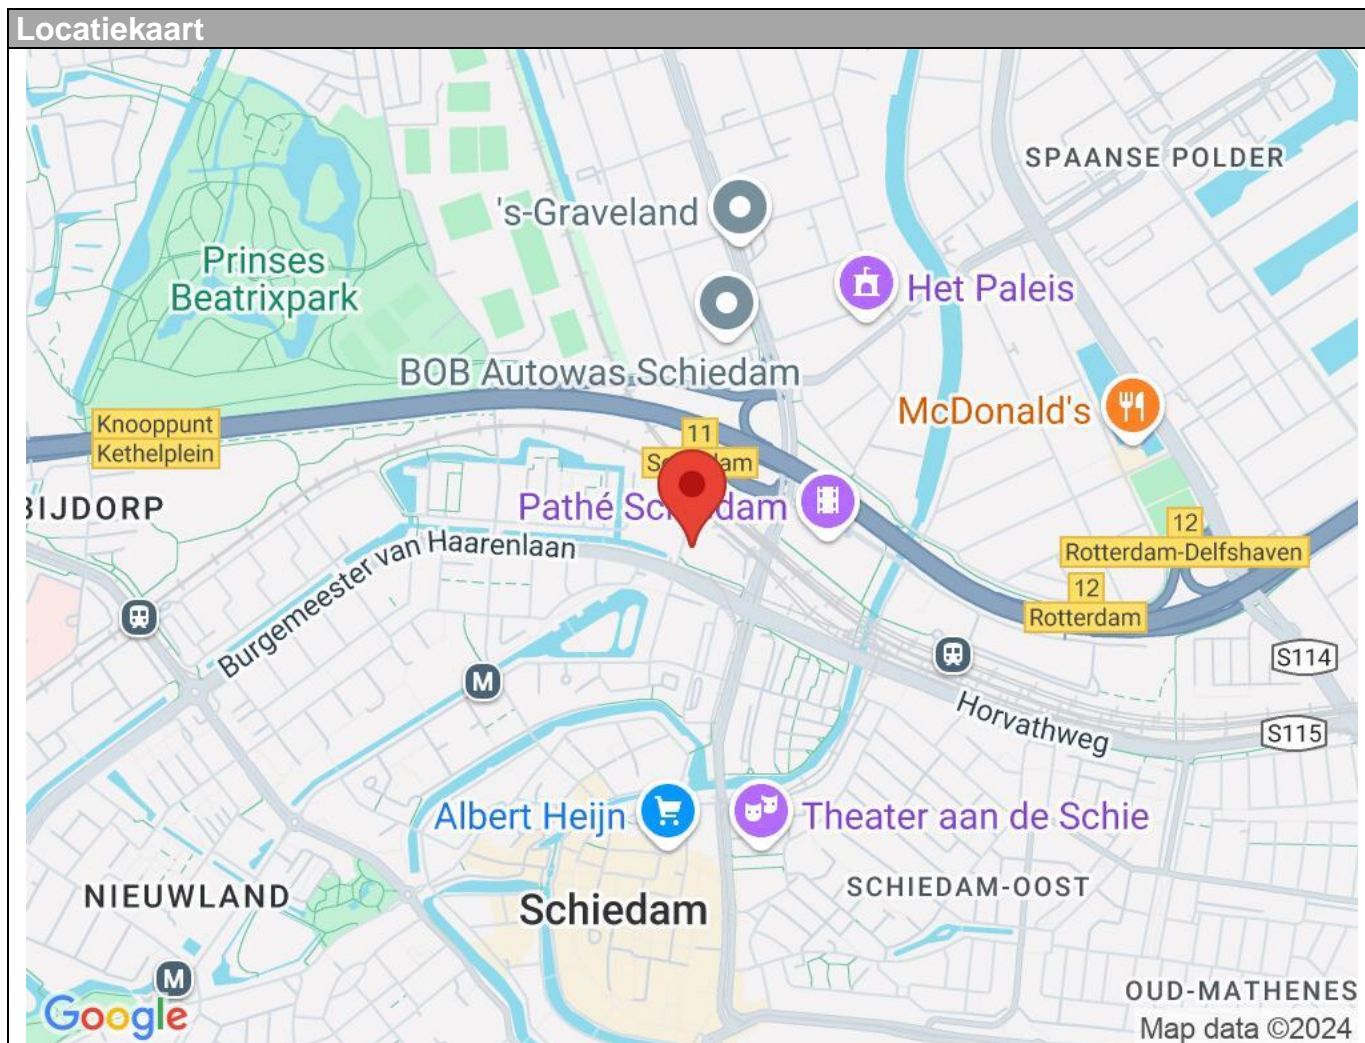 Locatiekaart
SPAANSE POLDER
's-Graveland
Prinses
Beatrixpark
Het Paleis
BOB Autowas Schiedam
McDonald's
Knooppunt
Kethelplein
11
BIJDORP
Pathé Schiedam
12
Rotterdam-Delfshaven
12
Rotterdam
Burgemeester van Haarenlaan
S114
M
Horvathweg
S115
Albert Heijn
Theater aan de Schie
NIEUWLAND
Schiedam
SCHIEDAM-OOST
M
OUD-MATHENES
Google
Map data ©2024